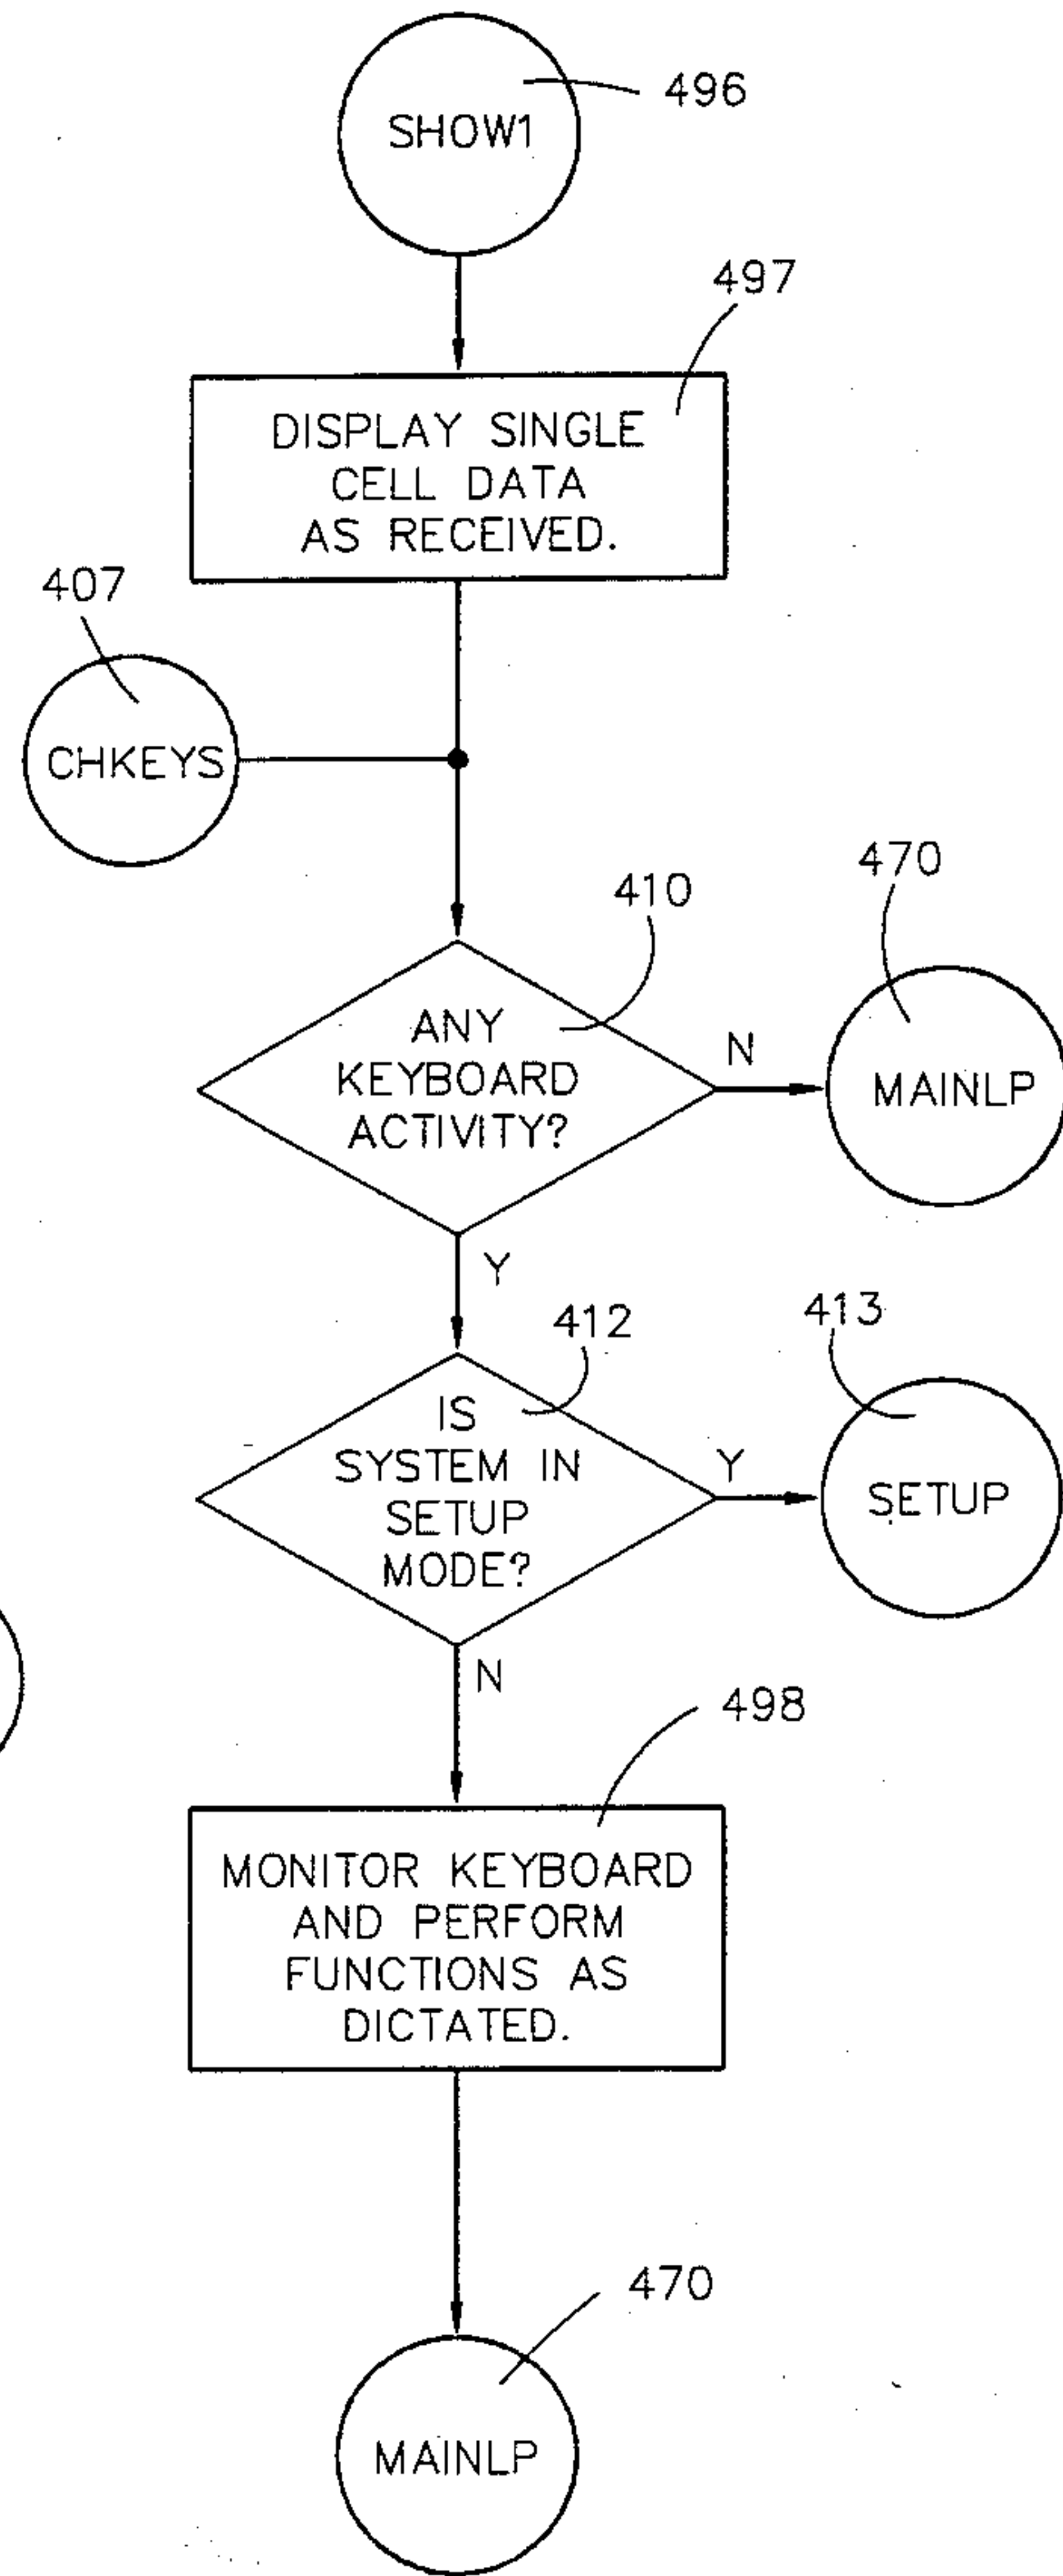 496
SHOW1
497
DISPLAY SINGLE
CELL DATA
AS RECEIVED.
407
CHKEYS
410
470
ANY
KEYBOARD
ACTIVITY?
N
MAINLP
Y
412
413
IS
SYSTEM IN
SETUP
MODE?
Y
SETUP
N
498
MONITOR KEYBOARD
AND PERFORM
FUNCTIONS AS
DICTATED.
470
MAINLP